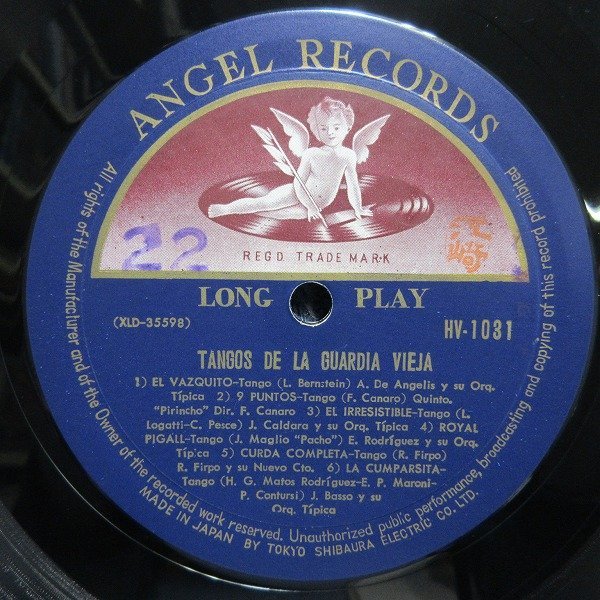 ANGEL RECORDS
REGD TRADE MARK
22
江崎
LONG PLAY
(XLD-35598)
HV-1031
TANGOS DE LA GUARDIA VIEJA
1) EL VAZQUITO-Tango (L. Bernstein) A. De Angelis y su Orq.
Típica 2) 9 PUNTOS-Tango (F. Canaro) Quinto.
"Pirincho" Dir. F. Canaro 3) EL IRRESISTIBLE-Tango (L.
Logatti-C. Pesce) J. Caldara y su Orq. Típica 4) ROYAL
PIGALL-Tango (J. Maglio "Pacho") E. Rodríguez y su Orq.
Típica 5) CURDA COMPLETA-Tango (R. Firpo)
R. Firpo y su Nuevo Cto. 6) LA CUMPARSITA-
Tango (H. G. Matos Rodríguez-E. P. Maroni-
P. Contursi) J. Basso y su
Orq. Típica
All rights of the Manufacturer and of the Owner of the recorded work reserved. Unauthorized public performance, broadcasting and copying of this record prohibited
MADE IN JAPAN BY TOKYO SHIBAURA ELECTRIC CO. LTD.